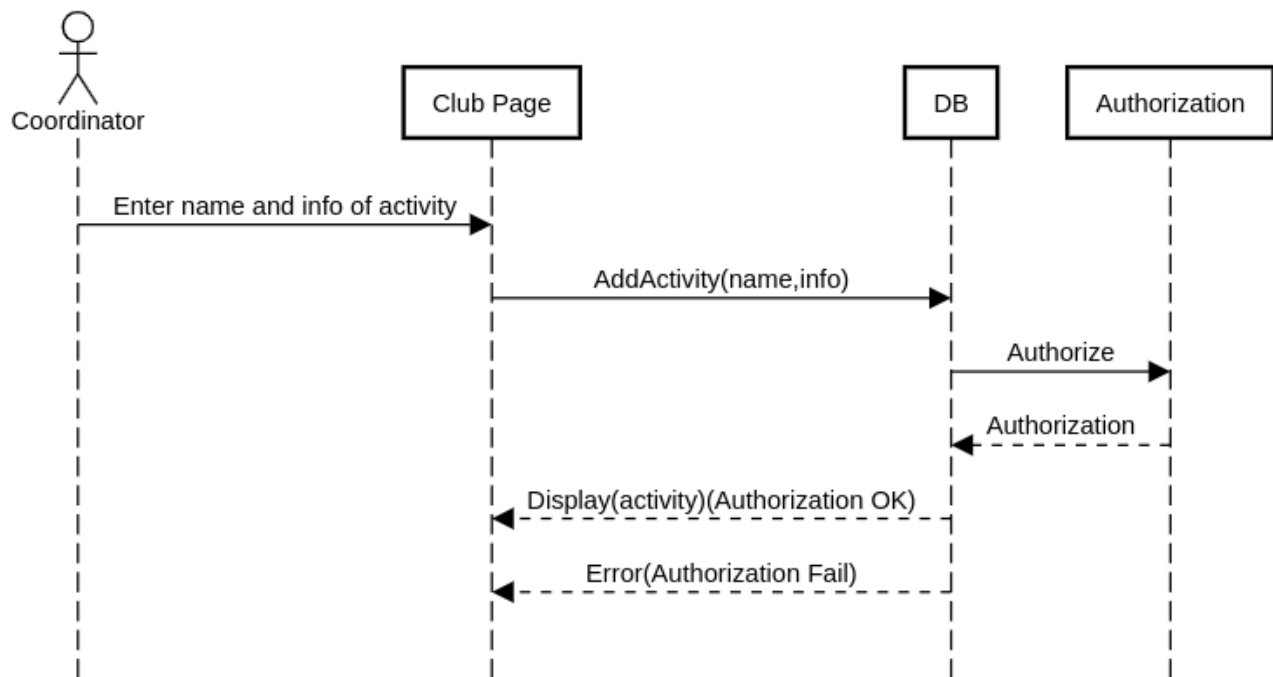 Coordinator
Club Page
DB
Authorization
Enter name and info of activity
AddActivity(name,info)
Authorize
Authorization
Display(activity)(Authorization OK)
Error(Authorization Fail)